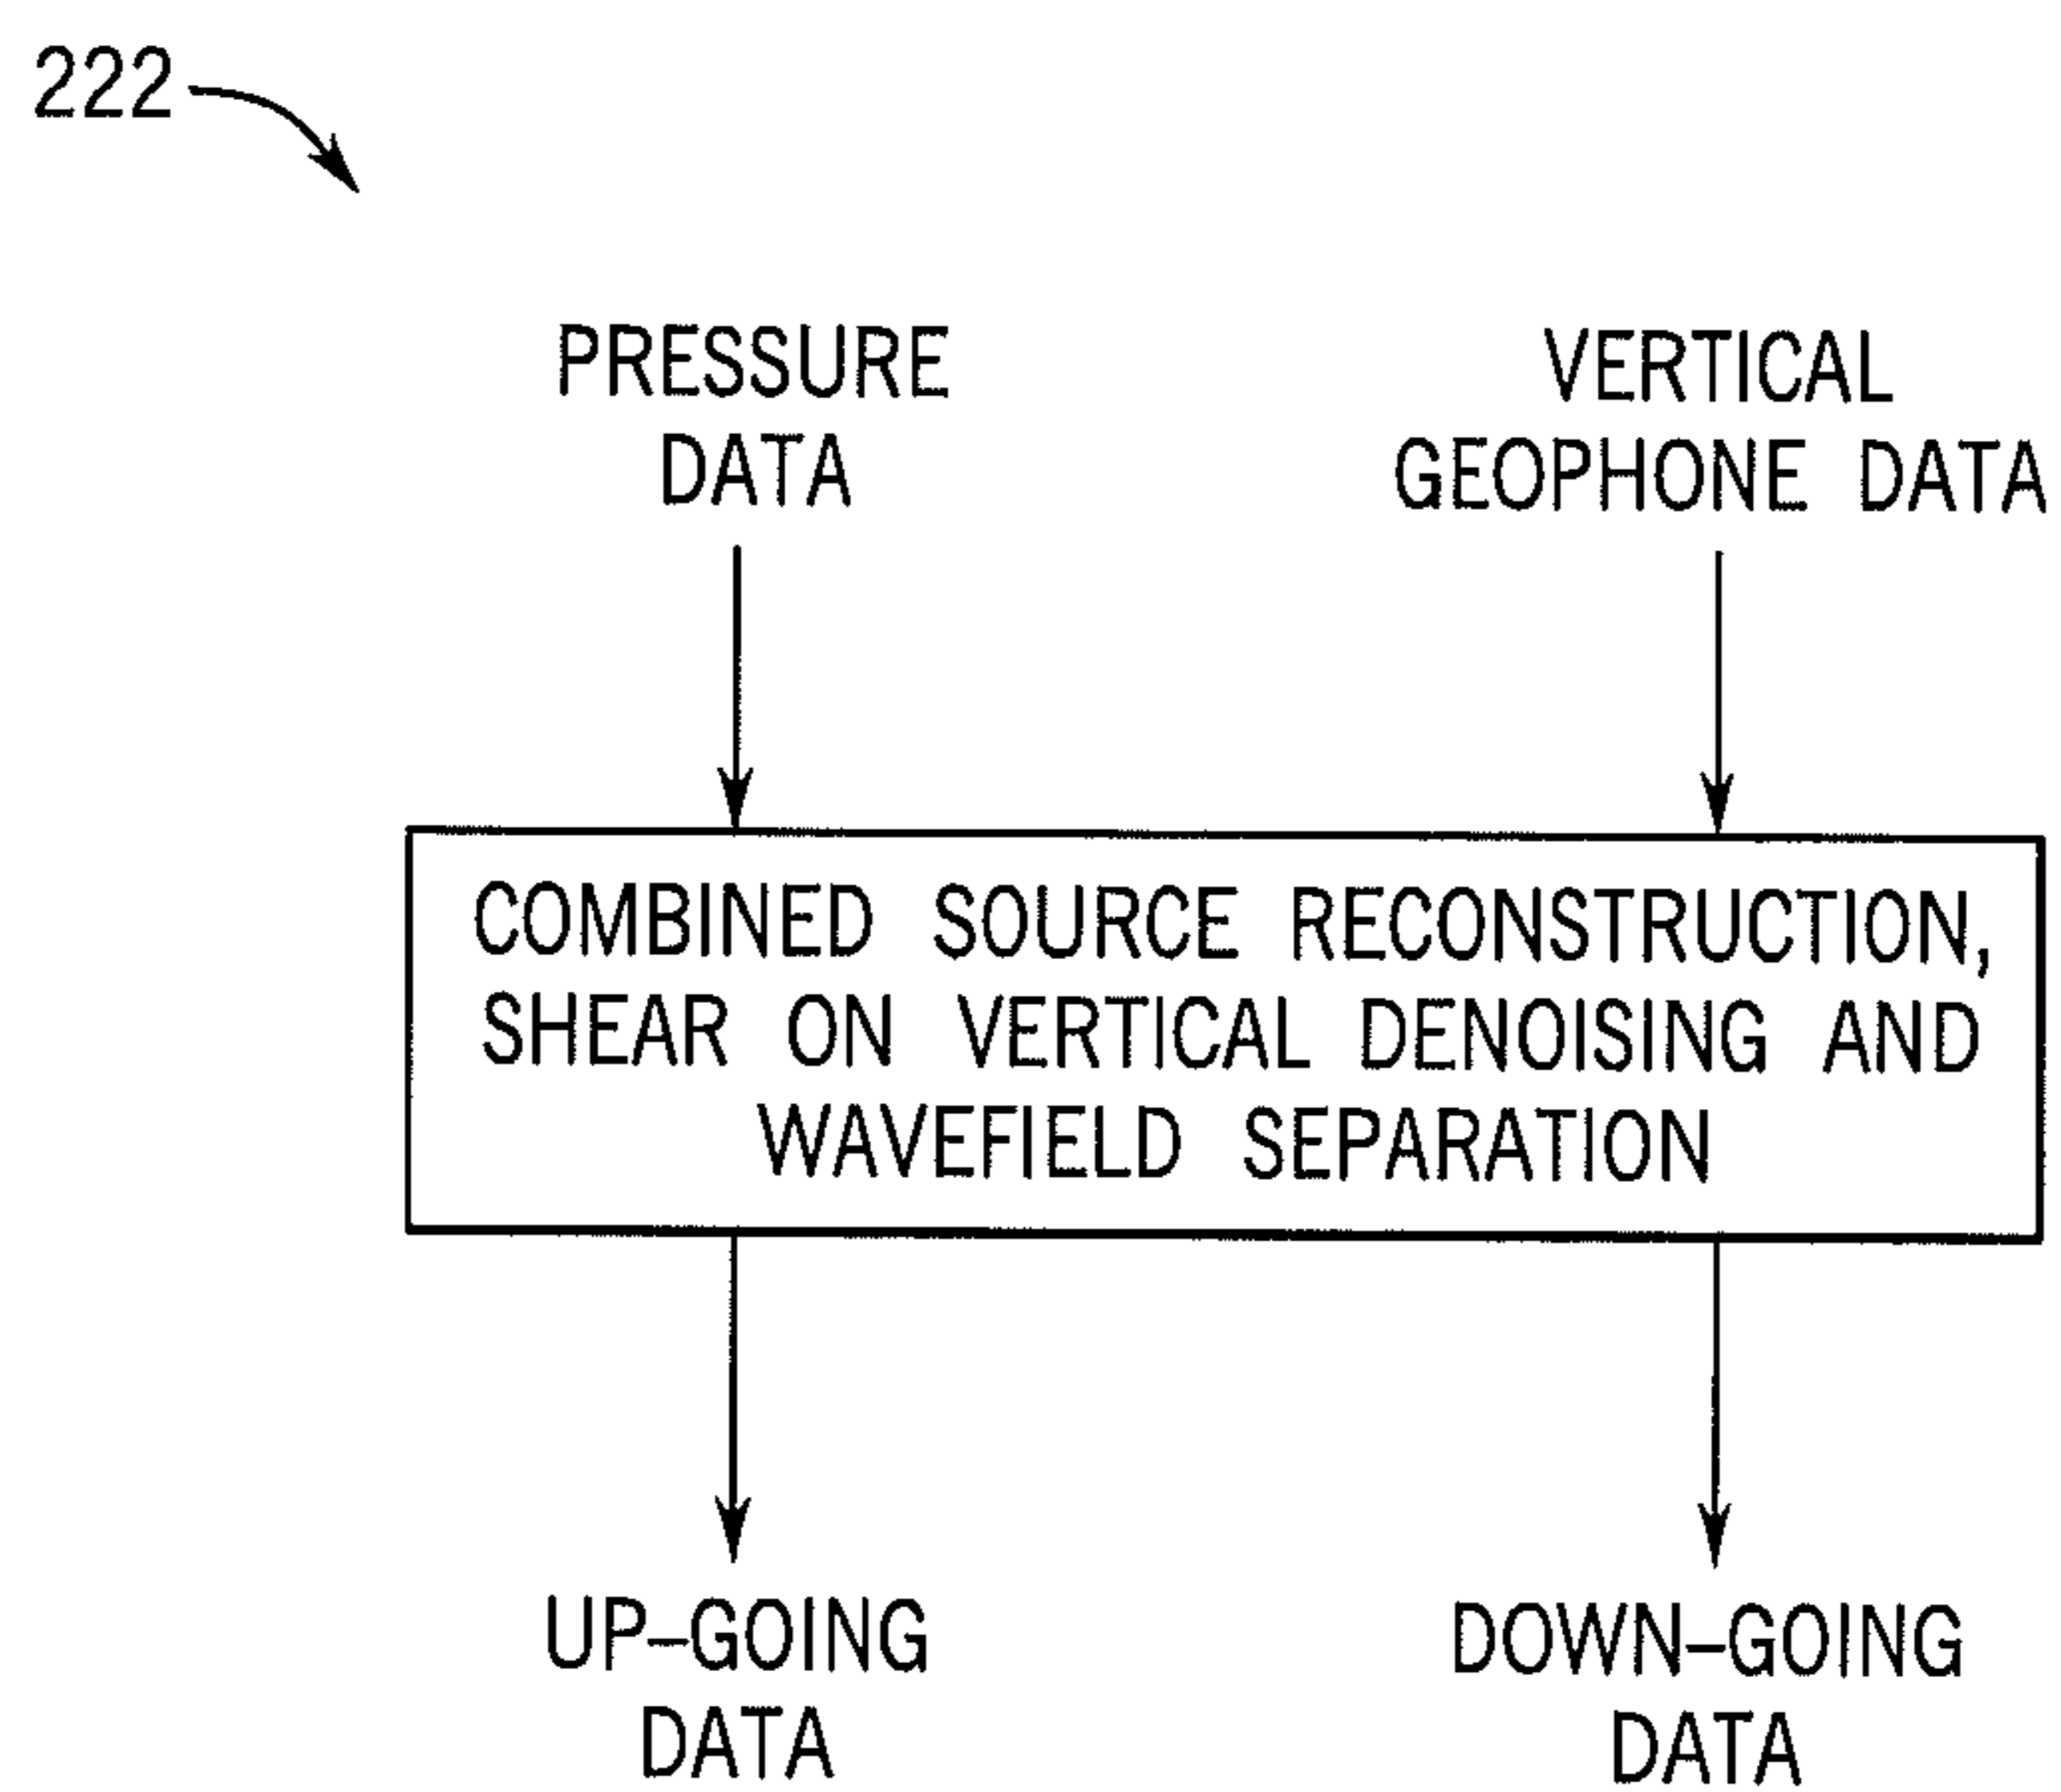 222
PRESSURE
DATA
VERTICAL
GEOPHONE DATA
COMBINED SOURCE RECONSTRUCTION,
SHEAR ON VERTICAL DENOISING AND
WAVEFIELD SEPARATION
UP–GOING
DATA
DOWN–GOING
DATA